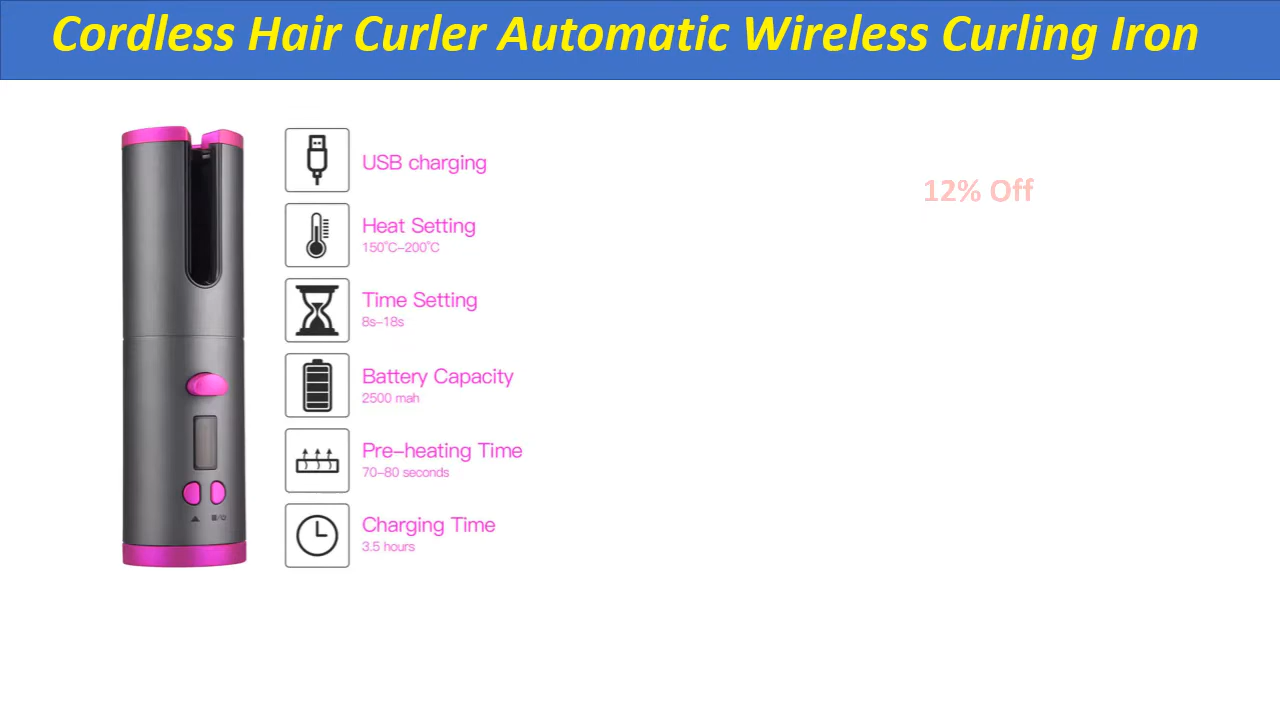 Cordless Hair Curler Automatic Wireless Curling Iron
USB charging
Heat Setting
150°C-200°C
Time Setting
8s-18s
Battery Capacity
2500 mah
Pre-heating Time
70-80 seconds
Charging Time
3.5 hours
12% Off